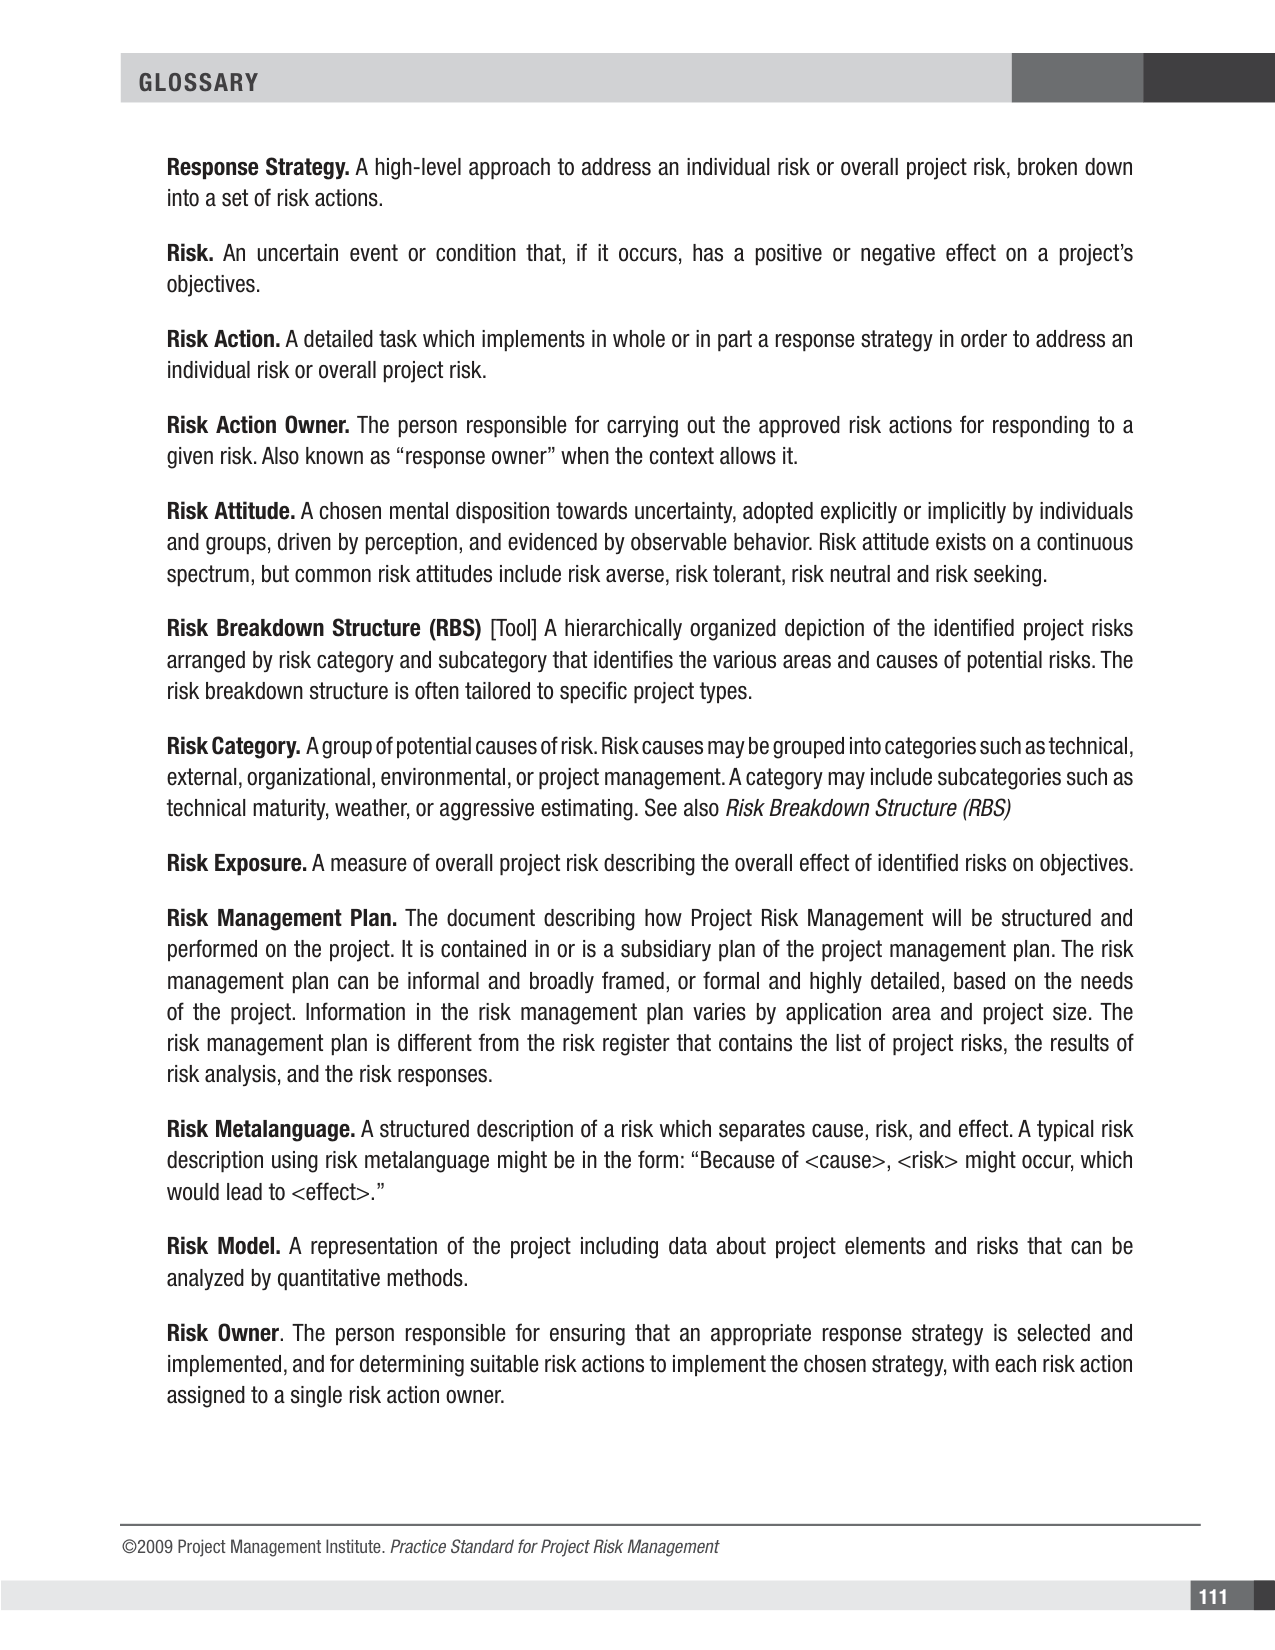 GLOSSARY
Response Strategy. A high-level approach to address an individual risk or overall project risk, broken down
into a set of risk actions.
Risk. An uncertain event or condition that, if it occurs, has a positive or negative effect on a project’s
objectives.
Risk Action. A detailed task which implements in whole or in part a response strategy in order to address an
individual risk or overall project risk.
Risk Action Owner. The person responsible for carrying out the approved risk actions for responding to a
given risk. Also known as “response owner” when the context allows it.
Risk Attitude. A chosen mental disposition towards uncertainty, adopted explicitly or implicitly by individuals
and groups, driven by perception, and evidenced by observable behavior. Risk attitude exists on a continuous
spectrum, but common risk attitudes include risk averse, risk tolerant, risk neutral and risk seeking.
Risk Breakdown Structure (RBS) [Tool] A hierarchically organized depiction of the identified project risks
arranged by risk category and subcategory that identifies the various areas and causes of potential risks. The
risk breakdown structure is often tailored to specific project types.
Risk Category. A group of potential causes of risk. Risk causes may be grouped into categories such as technical,
external, organizational, environmental, or project management. A category may include subcategories such as
technical maturity, weather, or aggressive estimating. See also Risk Breakdown Structure (RBS)
Risk Exposure. A measure of overall project risk describing the overall effect of identified risks on objectives.
Risk Management Plan. The document describing how Project Risk Management will be structured and
performed on the project. It is contained in or is a subsidiary plan of the project management plan. The risk
management plan can be informal and broadly framed, or formal and highly detailed, based on the needs
of the project. Information in the risk management plan varies by application area and project size. The
risk management plan is different from the risk register that contains the list of project risks, the results of
risk analysis, and the risk responses.
Risk Metalanguage. A structured description of a risk which separates cause, risk, and effect. A typical risk
description using risk metalanguage might be in the form: “Because of <cause>, <risk> might occur, which
would lead to <effect>.”
Risk Model. A representation of the project including data about project elements and risks that can be
analyzed by quantitative methods.
Risk Owner. The person responsible for ensuring that an appropriate response strategy is selected and
implemented, and for determining suitable risk actions to implement the chosen strategy, with each risk action
assigned to a single risk action owner.
©2009 Project Management Institute. Practice Standard for Project Risk Management
111